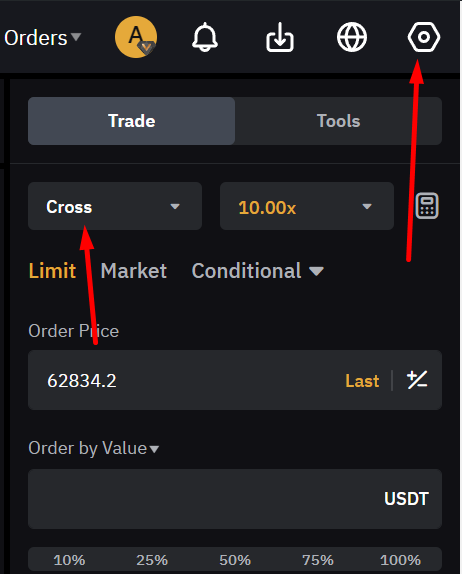 Orders A
Trade Tools
Cross 10.00x
Limit Market Conditional
Order Price
62834.2 Last
Order by Value
USDT
10% 25% 50% 75% 100%